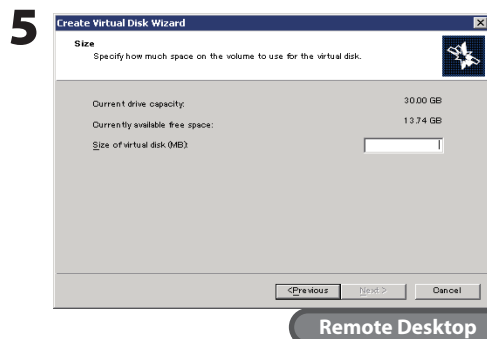 5
Create Virtual Disk Wizard
Size
Specify how much space on the volume to use for the virtual disk.
Current drive capacity: 30.00 GB
Currently available free space: 13.74 GB
Size of virtual disk (MB):
<Previous Next > Cancel
Remote Desktop